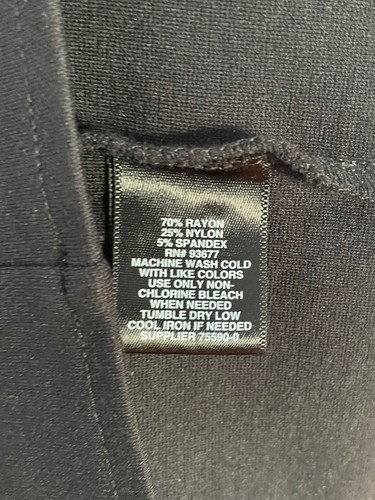 70% RAYON
25% NYLON
5% SPANDEX
RN# 93677
MACHINE WASH COLD
WITH LIKE COLORS
USE ONLY NON-
CHLORINE BLEACH
WHEN NEEDED
TUMBLE DRY LOW
COOL IRON IF NEEDED
SUPPLIER 75590-0